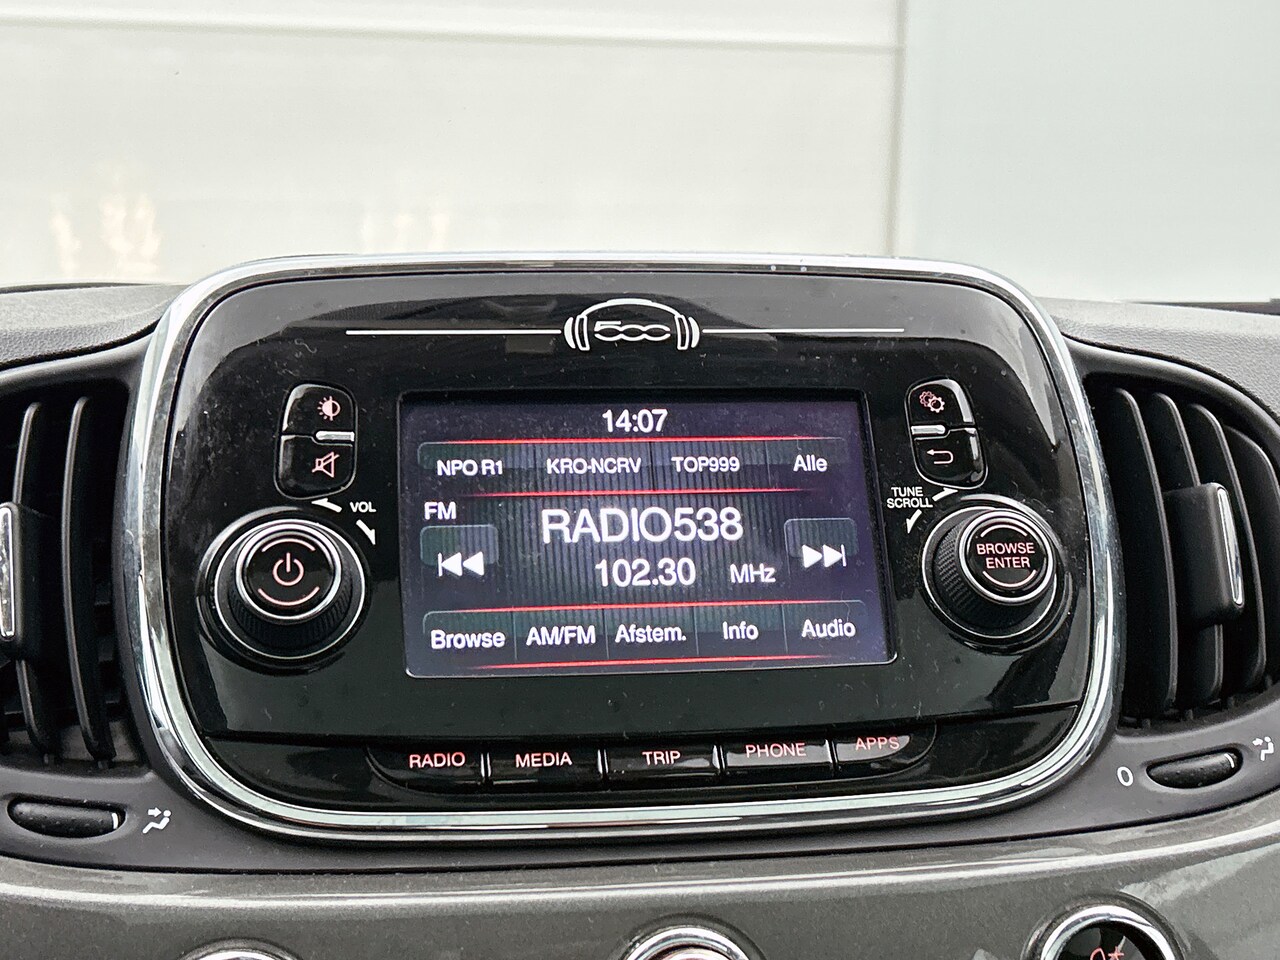 500
14:07
NPO R1 KRO-NCRV TOP999 Alle
VOL
TUNE
SCROLL
FM
RADIO538
102.30 MHz
BROWSE
ENTER
Browse AM/FM Afstem. Info Audio
RADIO MEDIA TRIP PHONE APPS
0